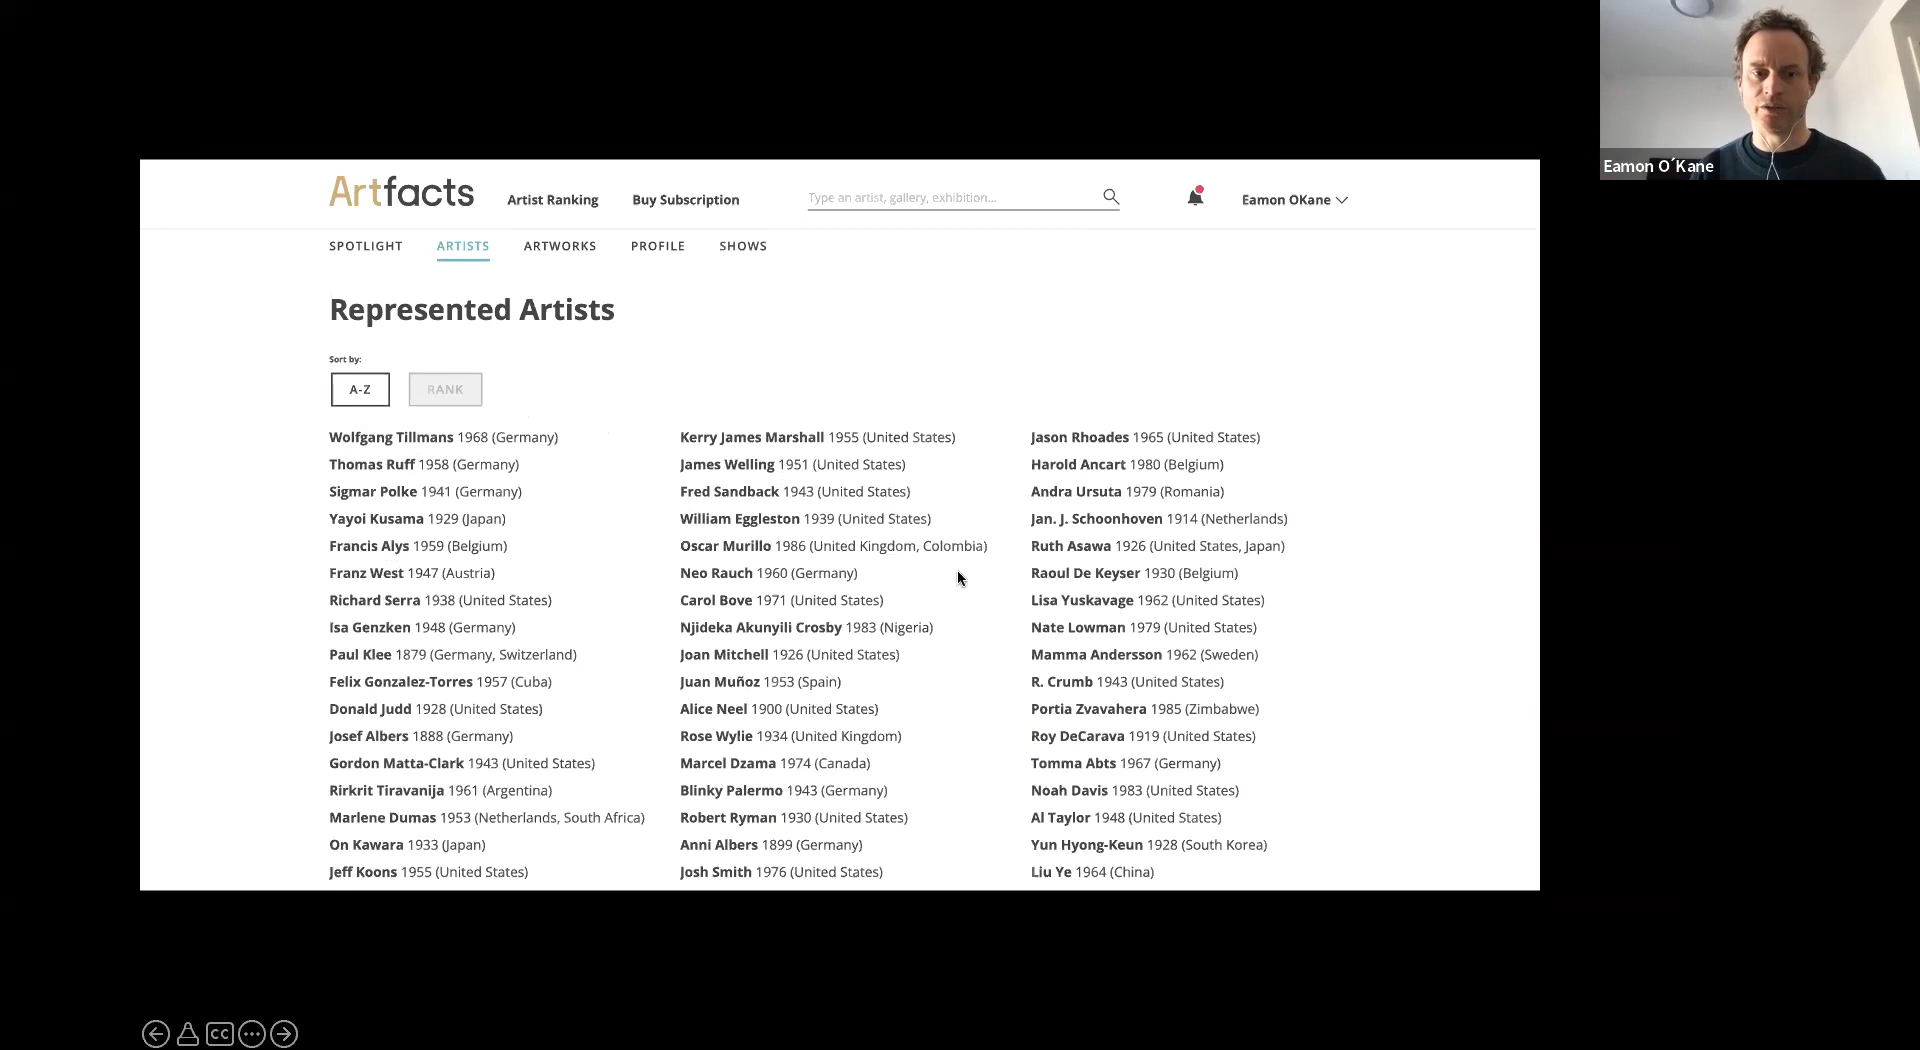 Artfacts
Artist Ranking
Buy Subscription
Type an artist, gallery, exhibition...
Eamon OKane
SPOTLIGHT
ARTISTS
ARTWORKS
PROFILE
SHOWS
Represented Artists
Sort by:
A-Z
RANK
Wolfgang Tillmans 1968 (Germany)
Thomas Ruff 1958 (Germany)
Sigmar Polke 1941 (Germany)
Yayoi Kusama 1929 (Japan)
Francis Alys 1959 (Belgium)
Franz West 1947 (Austria)
Richard Serra 1938 (United States)
Isa Genzken 1948 (Germany)
Paul Klee 1879 (Germany, Switzerland)
Felix Gonzalez-Torres 1957 (Cuba)
Donald Judd 1928 (United States)
Josef Albers 1888 (Germany)
Gordon Matta-Clark 1943 (United States)
Rirkrit Tiravanija 1961 (Argentina)
Marlene Dumas 1953 (Netherlands, South Africa)
On Kawara 1933 (Japan)
Jeff Koons 1955 (United States)
Kerry James Marshall 1955 (United States)
James Welling 1951 (United States)
Fred Sandback 1943 (United States)
William Eggleston 1939 (United States)
Oscar Murillo 1986 (United Kingdom, Colombia)
Neo Rauch 1960 (Germany)
Carol Bove 1971 (United States)
Njideka Akunyili Crosby 1983 (Nigeria)
Joan Mitchell 1926 (United States)
Juan Muñoz 1953 (Spain)
Alice Neel 1900 (United States)
Rose Wylie 1934 (United Kingdom)
Marcel Dzama 1974 (Canada)
Blinky Palermo 1943 (Germany)
Robert Ryman 1930 (United States)
Anni Albers 1899 (Germany)
Josh Smith 1976 (United States)
Jason Rhoades 1965 (United States)
Harold Ancart 1980 (Belgium)
Andra Ursuta 1979 (Romania)
Jan. J. Schoonhoven 1914 (Netherlands)
Ruth Asawa 1926 (United States, Japan)
Raoul De Keyser 1930 (Belgium)
Lisa Yuskavage 1962 (United States)
Nate Lowman 1979 (United States)
Mamma Andersson 1962 (Sweden)
R. Crumb 1943 (United States)
Portia Zvavahera 1985 (Zimbabwe)
Roy DeCarava 1919 (United States)
Tomma Abts 1967 (Germany)
Noah Davis 1983 (United States)
Al Taylor 1948 (United States)
Yun Hyong-Keun 1928 (South Korea)
Liu Ye 1964 (China)
Eamon O´Kane
CC